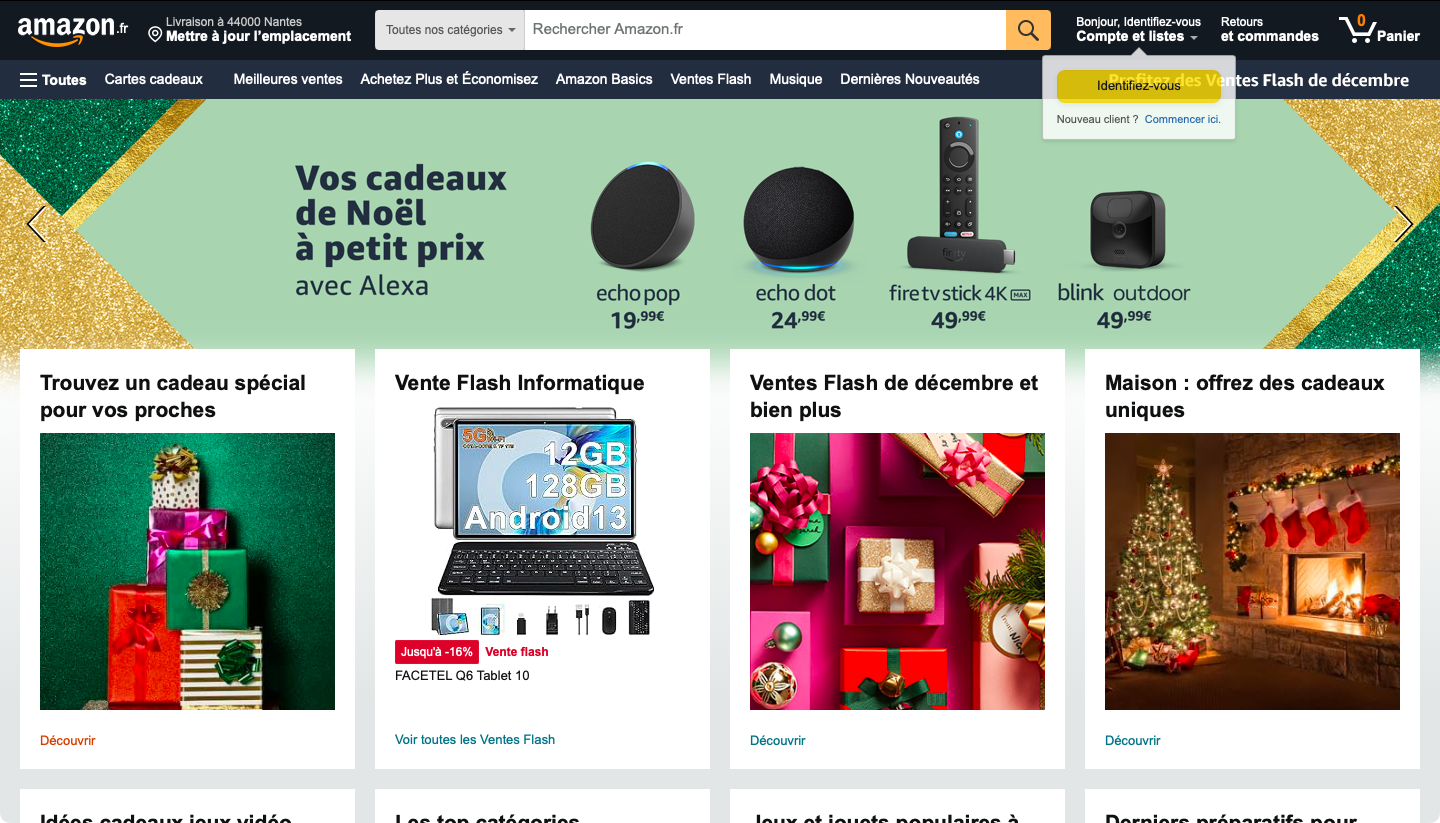 amazon.fr
Livraison à 44000 Nantes
Mettre à jour l'emplacement
Toutes nos catégories
Rechercher Amazon.fr
Bonjour, Identifiez-vous
Compte et listes
Retours
et commandes
0
Panier
Toutes
Cartes cadeaux
Meilleures ventes
Achetez Plus et Économisez
Amazon Basics
Ventes Flash
Musique
Dernières Nouveautés
Profitez des Ventes Flash de décembre
Identifiez-vous
Nouveau client ? Commencer ici.
Vos cadeaux
de Noël
à petit prix
avec Alexa
echo pop
19,99€
echo dot
24,99€
fire tv
fire tv stick 4K MAX
49,99€
blink outdoor
49,99€
Trouvez un cadeau spécial
pour vos proches
Découvrir
Vente Flash Informatique
5G Wi-Fi
12GB
128GB
Android13
Jusqu'à -16% Vente flash
FACETEL Q6 Tablet 10
Voir toutes les Ventes Flash
Ventes Flash de décembre et
bien plus
Découvrir
Maison : offrez des cadeaux
uniques
Découvrir
Idées cadeaux jeux vidéo
Les top catégories
Jeux et jouets populaires à
Derniers préparatifs pour